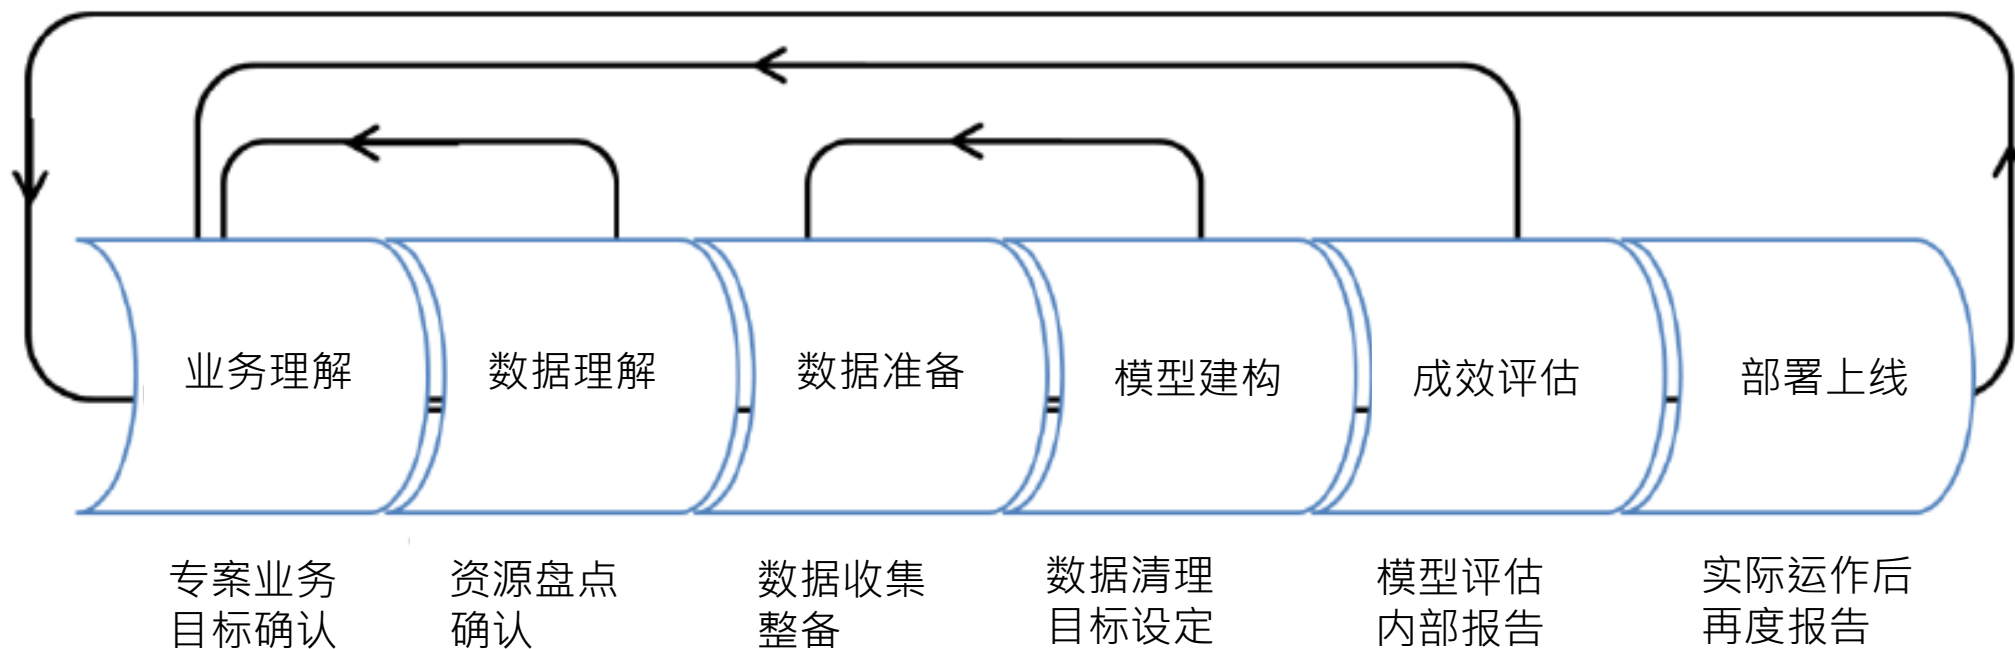 业务理解
数据理解
数据准备
模型建构
成效评估
部署上线
专案业务
目标确认
资源盘点
确认
数据收集
整备
数据清理
目标设定
模型评估
内部报告
实际运作后
再度报告